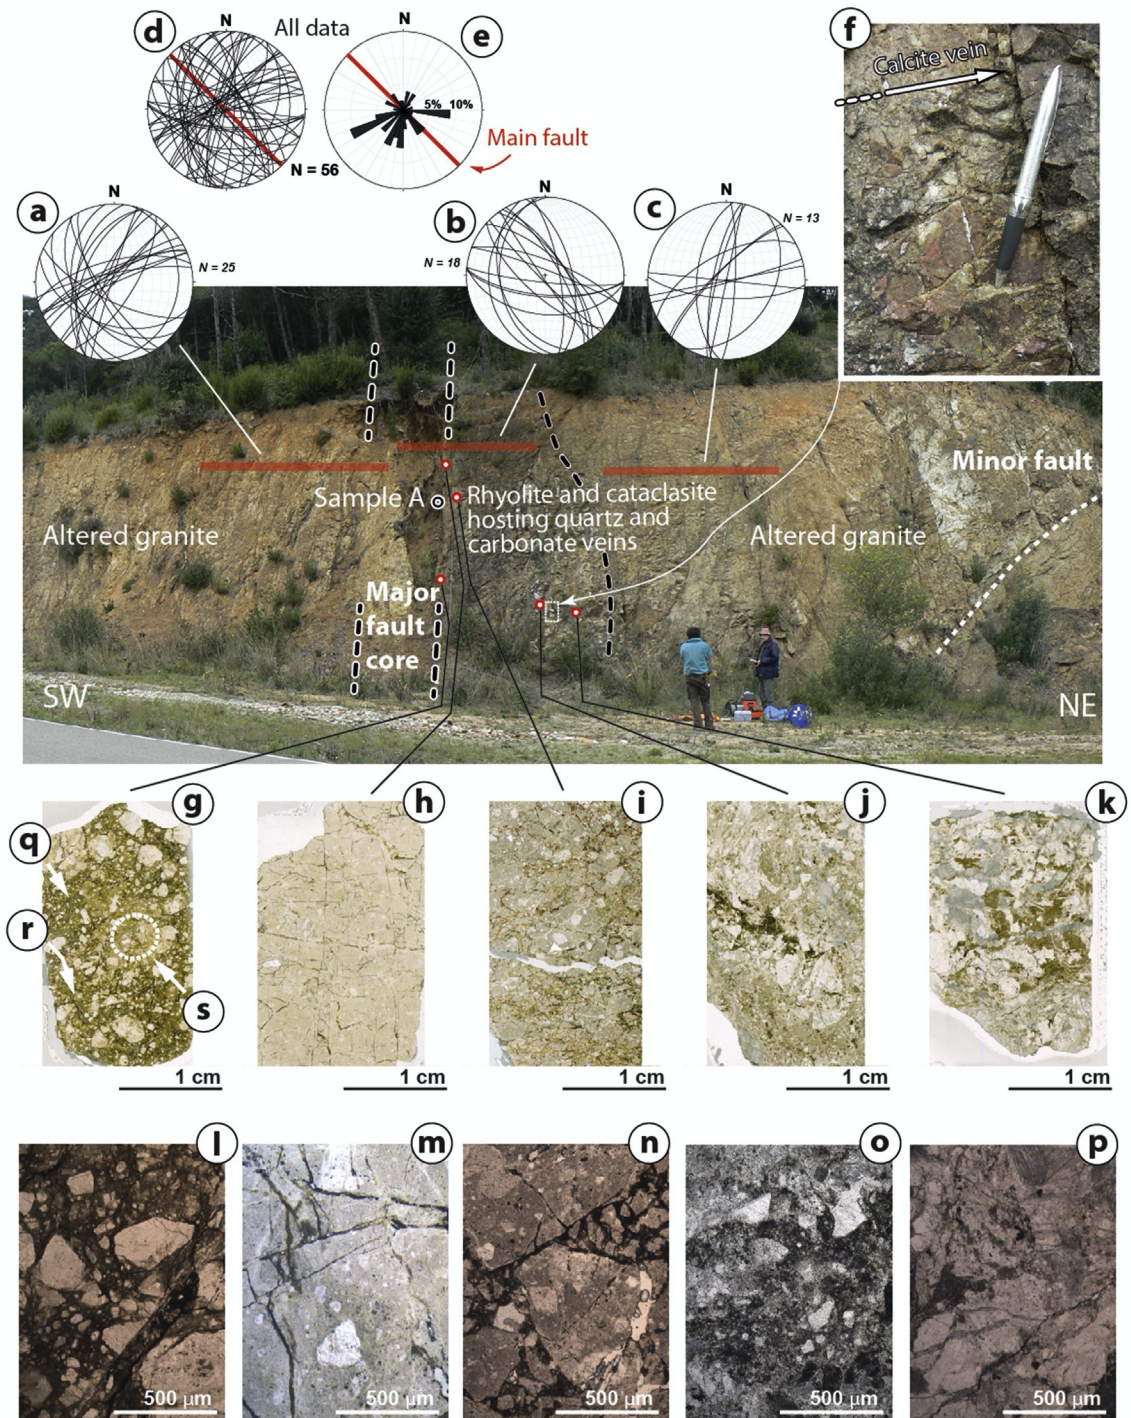 d
N
All data
e
N
5% 10%
Main fault
N = 56
f
Calcite vein
a
N
N = 25
b
N
N = 18
c
N
N = 13
Minor fault
Sample A
Rhyolite and cataclasite
hosting quartz and
carbonate veins
Altered granite
Altered granite
Major
fault
core
SW
NE
g
h
i
j
k
q
r
s
1 cm
1 cm
1 cm
1 cm
1 cm
l
m
n
o
p
500 µm
500 µm
500 µm
500 µm
500 µm